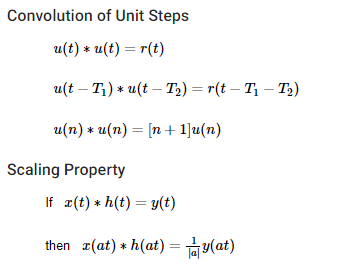 Convolution of Unit Steps
u(t) ∗ u(t) = r(t)
u(t − T₁) ∗ u(t − T₂) = r(t − T₁ − T₂)
u(n) ∗ u(n) = [n + 1]u(n)
Scaling Property
If x(t) ∗ h(t) = y(t)
then x(at) ∗ h(at) = 1/|a| y(at)